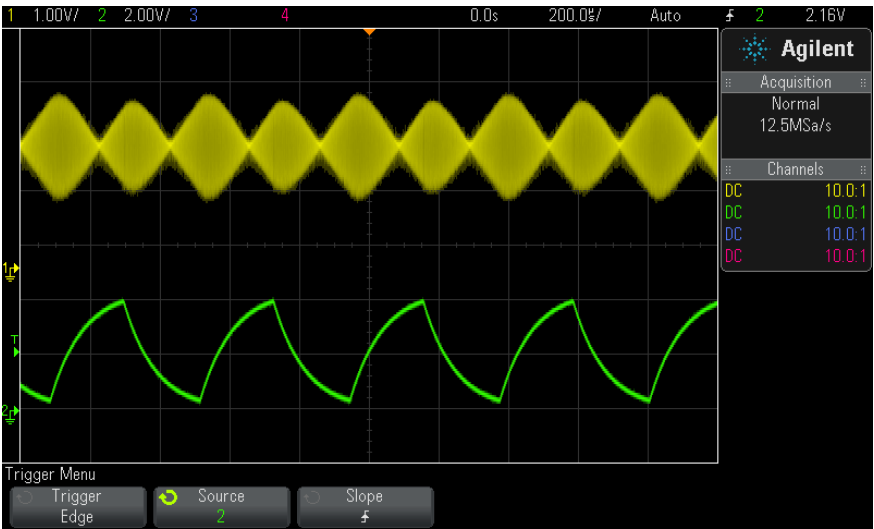 1 1.00V/ 2 2.00V/ 3 4 0.0s 200.0µs/ Auto 2 2.16V
Agilent
Acquisition
Normal
12.5MSa/s
Channels
DC 10.0:1
DC 10.0:1
DC 10.0:1
DC 10.0:1
1
T
2
Trigger Menu
Trigger
Edge
Source
2
Slope